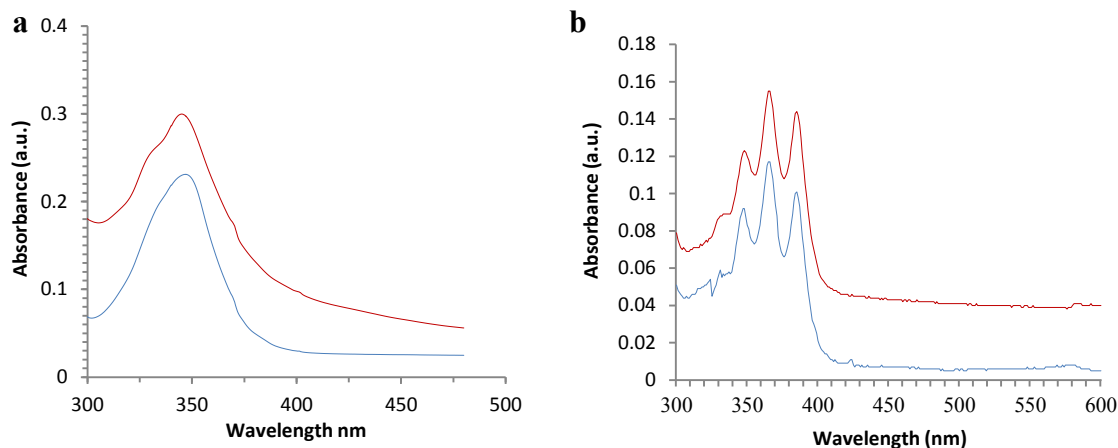 a
0.4
0.3
0.2
0.1
0
Absorbance (a.u.)
300 350 400 450 500
Wavelength nm
b
0.18
0.16
0.14
0.12
0.1
0.08
0.06
0.04
0.02
0
Absorbance (a.u.)
300 350 400 450 500 550 600
Wavelength (nm)